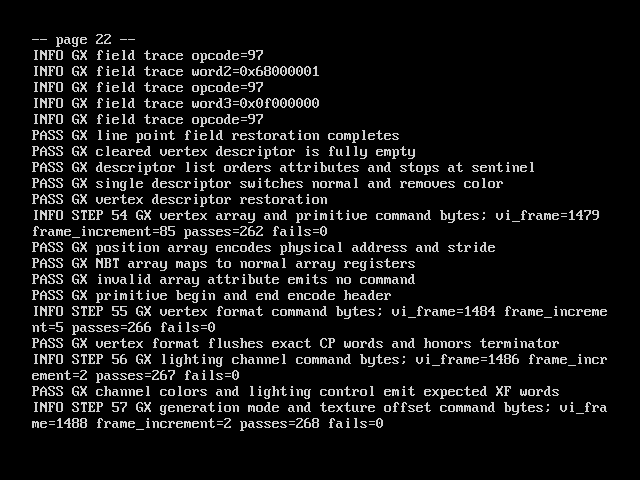 -- page 22 --
INFO GX field trace opcode=97
INFO GX field trace word2=0x68000001
INFO GX field trace opcode=97
INFO GX field trace word3=0x0f000000
INFO GX field trace opcode=97
PASS GX line point field restoration completes
PASS GX cleared vertex descriptor is fully empty
PASS GX descriptor list orders attributes and stops at sentinel
PASS GX single descriptor switches normal and removes color
PASS GX vertex descriptor restoration
INFO STEP 54 GX vertex array and primitive command bytes; vi_frame=1479
frame_increment=85 passes=262 fails=0
PASS GX position array encodes physical address and stride
PASS GX NBT array maps to normal array registers
PASS GX invalid array attribute emits no command
PASS GX primitive begin and end encode header
INFO STEP 55 GX vertex format command bytes; vi_frame=1484 frame_increme
nt=5 passes=266 fails=0
PASS GX vertex format flushes exact CP words and honors terminator
INFO STEP 56 GX lighting channel command bytes; vi_frame=1486 frame_incr
ement=2 passes=267 fails=0
PASS GX channel colors and lighting control emit expected XF words
INFO STEP 57 GX generation mode and texture offset command bytes; vi_fra
me=1488 frame_increment=2 passes=268 fails=0